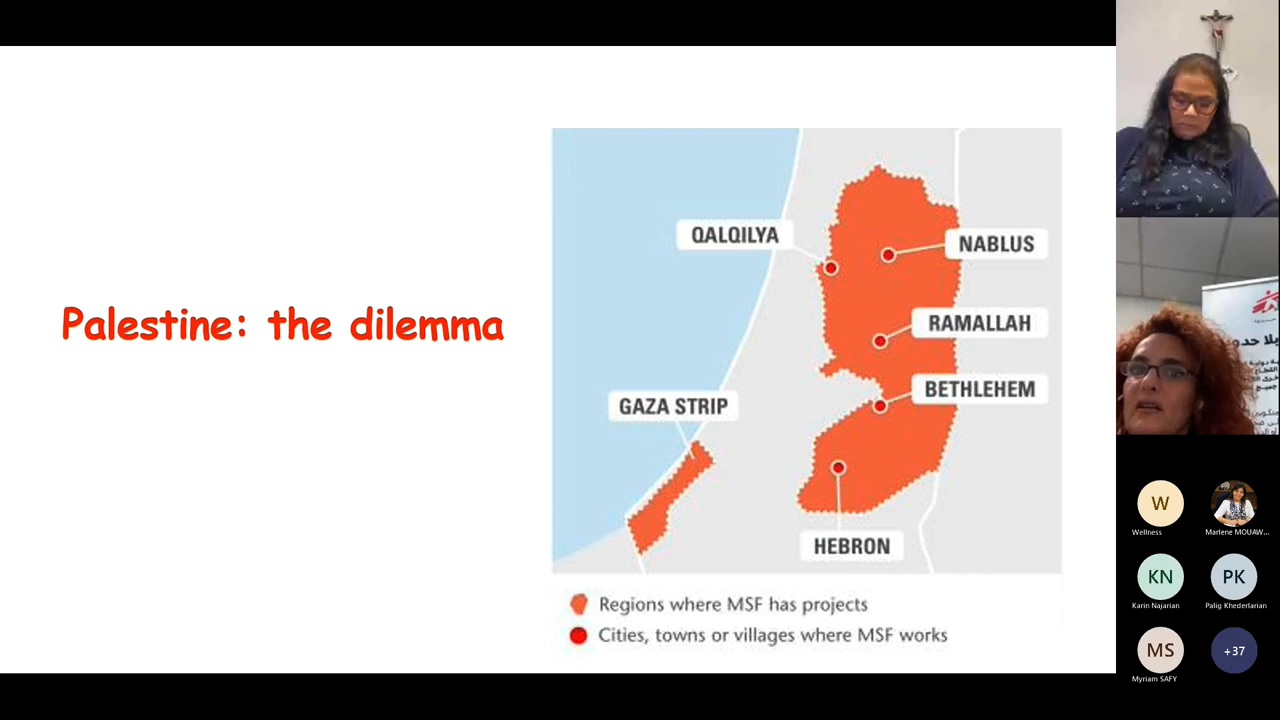 Palestine: the dilemma
QALQILYA
NABLUS
RAMALLAH
BETHLEHEM
GAZA STRIP
HEBRON
Regions where MSF has projects
Cities, towns or villages where MSF works
W
Wellness
Marlene MOUAW...
KN
Karin Najarian
PK
Palig Khederlarian
MS
Myriam SAFY
+37